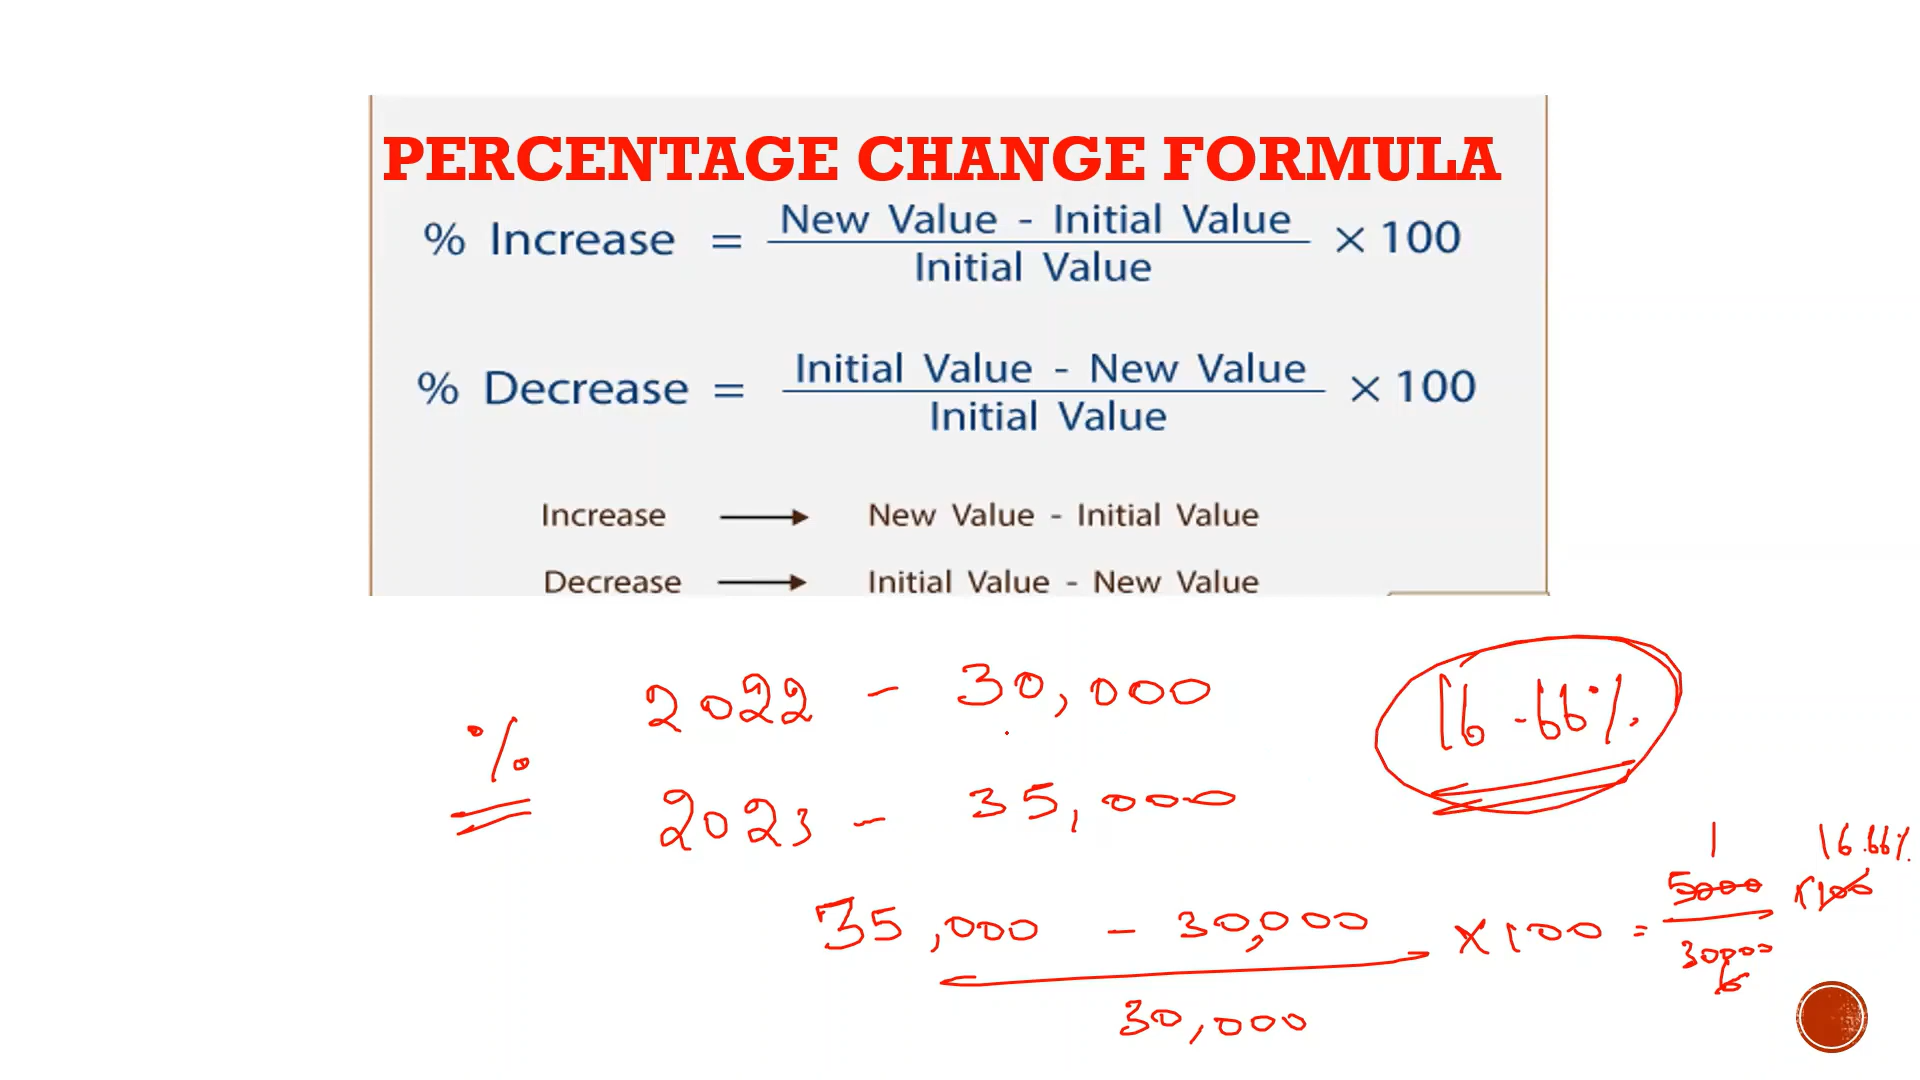 PERCENTAGE CHANGE FORMULA
% Increase = New Value - Initial Value / Initial Value × 100
% Decrease = Initial Value - New Value / Initial Value × 100
Increase → New Value - Initial Value
Decrease → Initial Value - New Value
2022 - 30,000
16.66%
%
2023 - 35,000
35,000 - 30,000 / 30,000 × 100 = 5000 / 30000 × 100
1
6
16.66%